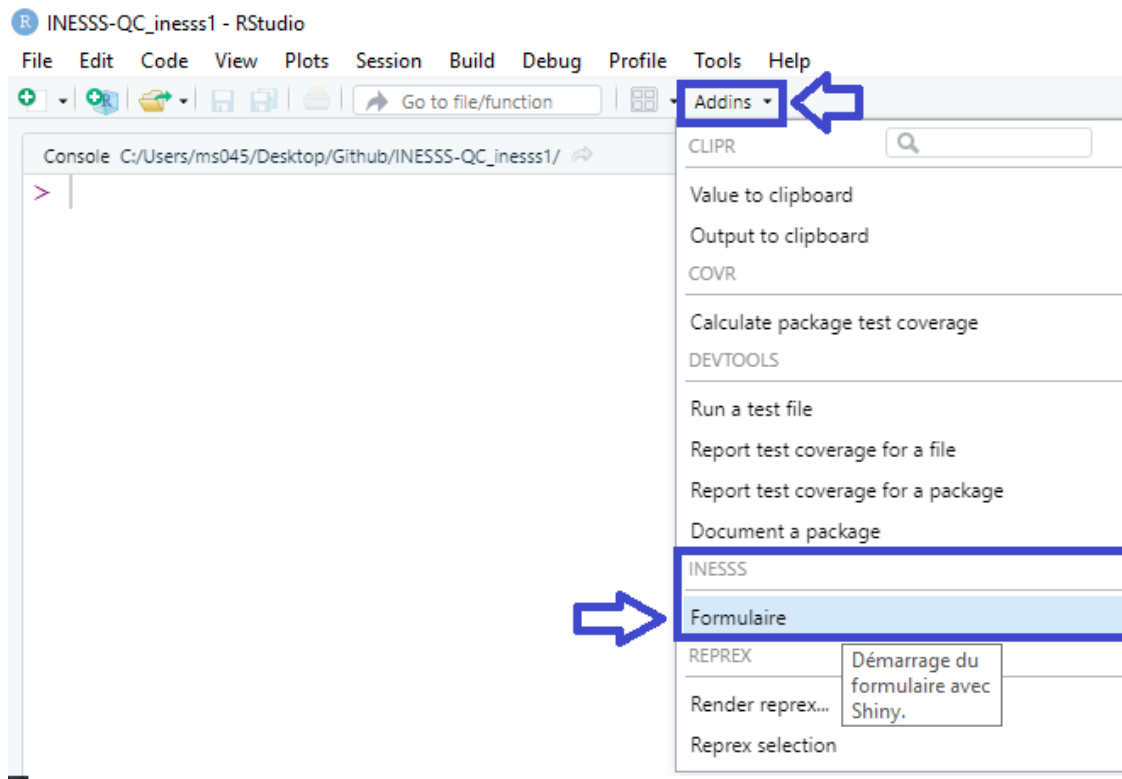 R INESSS-QC_inesss1 - RStudio
File Edit Code View Plots Session Build Debug Profile Tools Help
R Go to file/function Addins
Console C:/Users/ms045/Desktop/Github/INESSS-QC_inesss1/
>
CLIPR
Value to clipboard
Output to clipboard
COVR
Calculate package test coverage
DEVTOOLS
Run a test file
Report test coverage for a file
Report test coverage for a package
Document a package
INESSS
Formulaire
Démarrage du
formulaire avec
Shiny.
REPREX
Render reprex...
Reprex selection